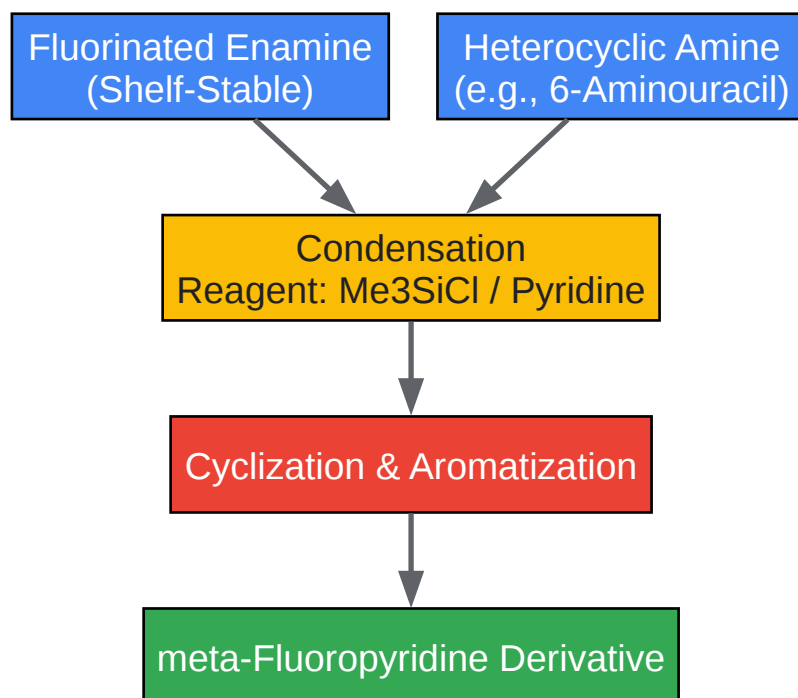 Fluorinated Enamine
(Shelf-Stable)
Heterocyclic Amine
(e.g., 6-Aminouracil)
Condensation
Reagent: Me3SiCl / Pyridine
Cyclization & Aromatization
meta-Fluoropyridine Derivative